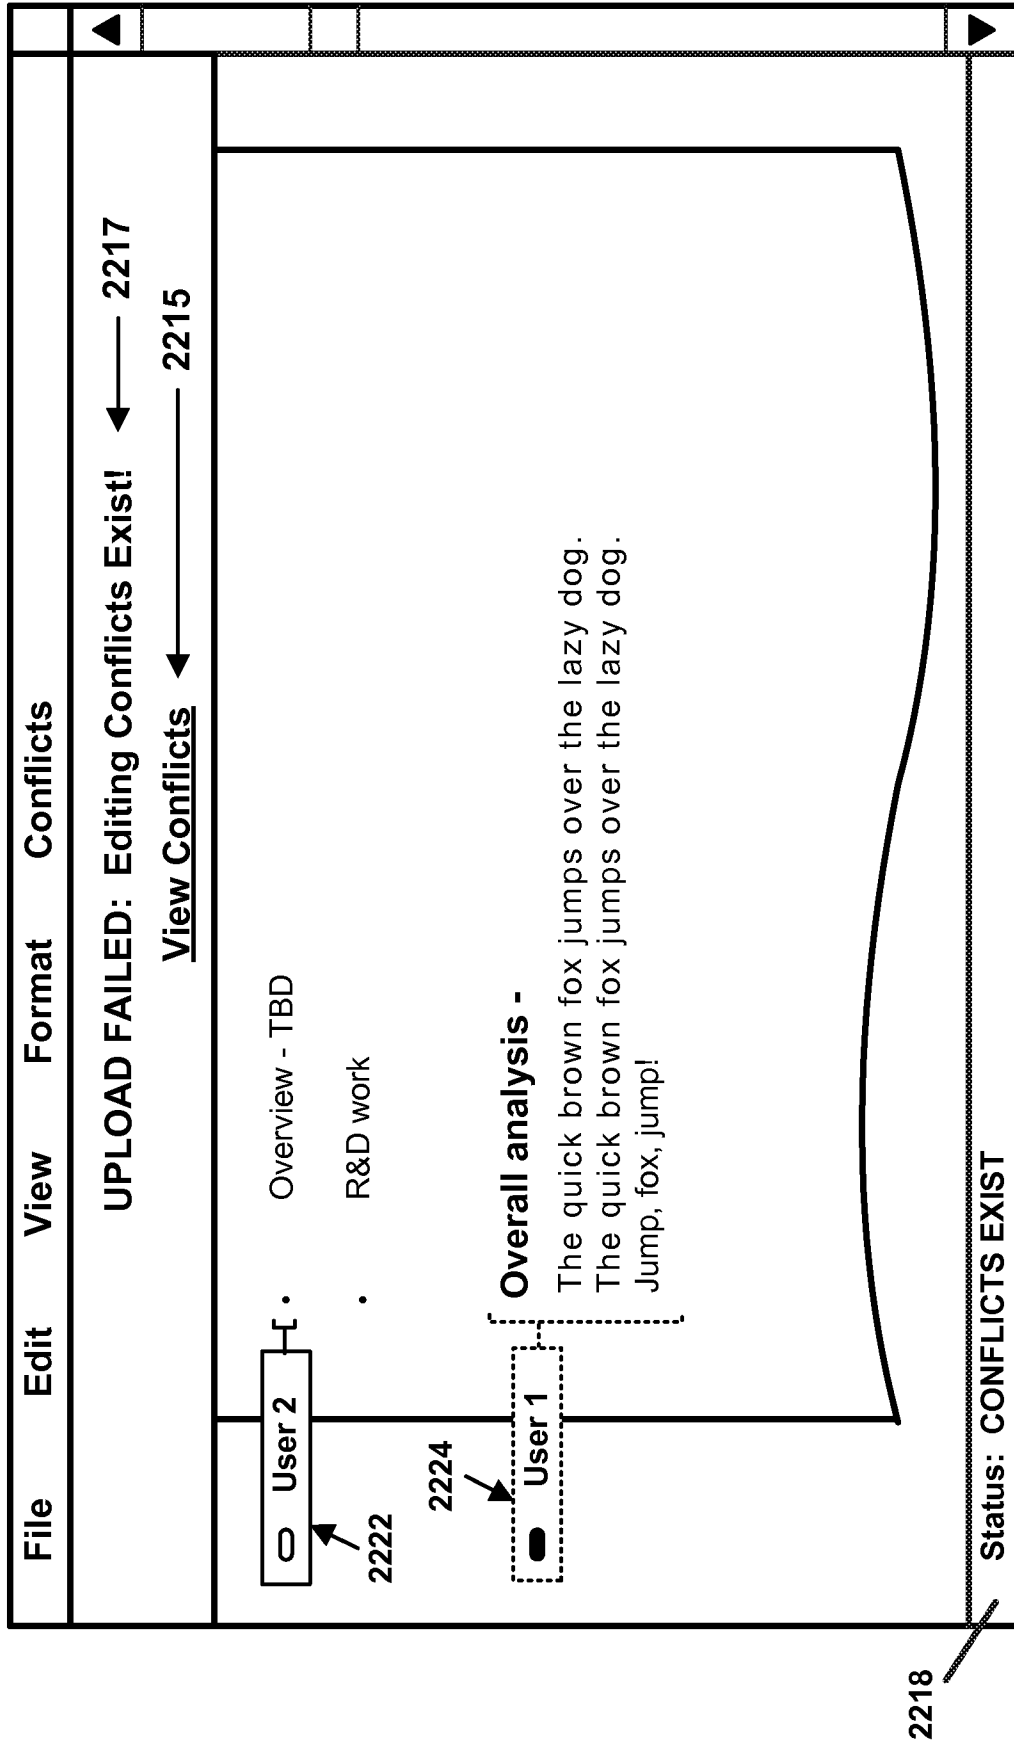 File Edit View Format Conflicts
UPLOAD FAILED: Editing Conflicts Exist! 2217
View Conflicts 2215
User 2 • Overview - TBD
2222
• R&D work
2224
User 1
Overall analysis -
The quick brown fox jumps over the lazy dog.
The quick brown fox jumps over the lazy dog.
Jump, fox, jump!
2218
Status: CONFLICTS EXIST